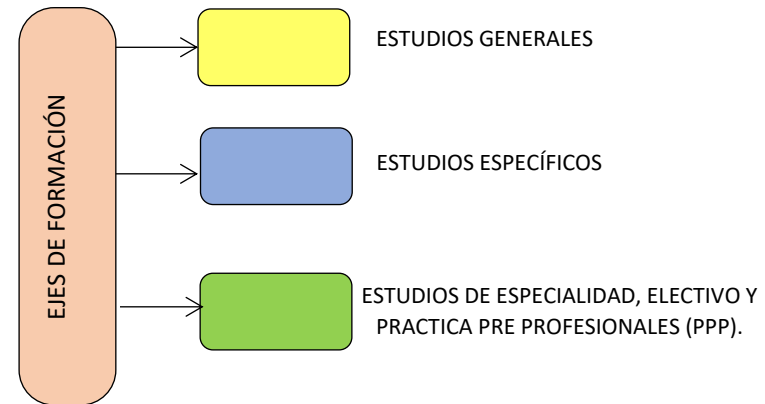 EJES DE FORMACIÓN
ESTUDIOS GENERALES
ESTUDIOS ESPECÍFICOS
ESTUDIOS DE ESPECIALIDAD, ELECTIVO Y
PRACTICA PRE PROFESIONALES (PPP).